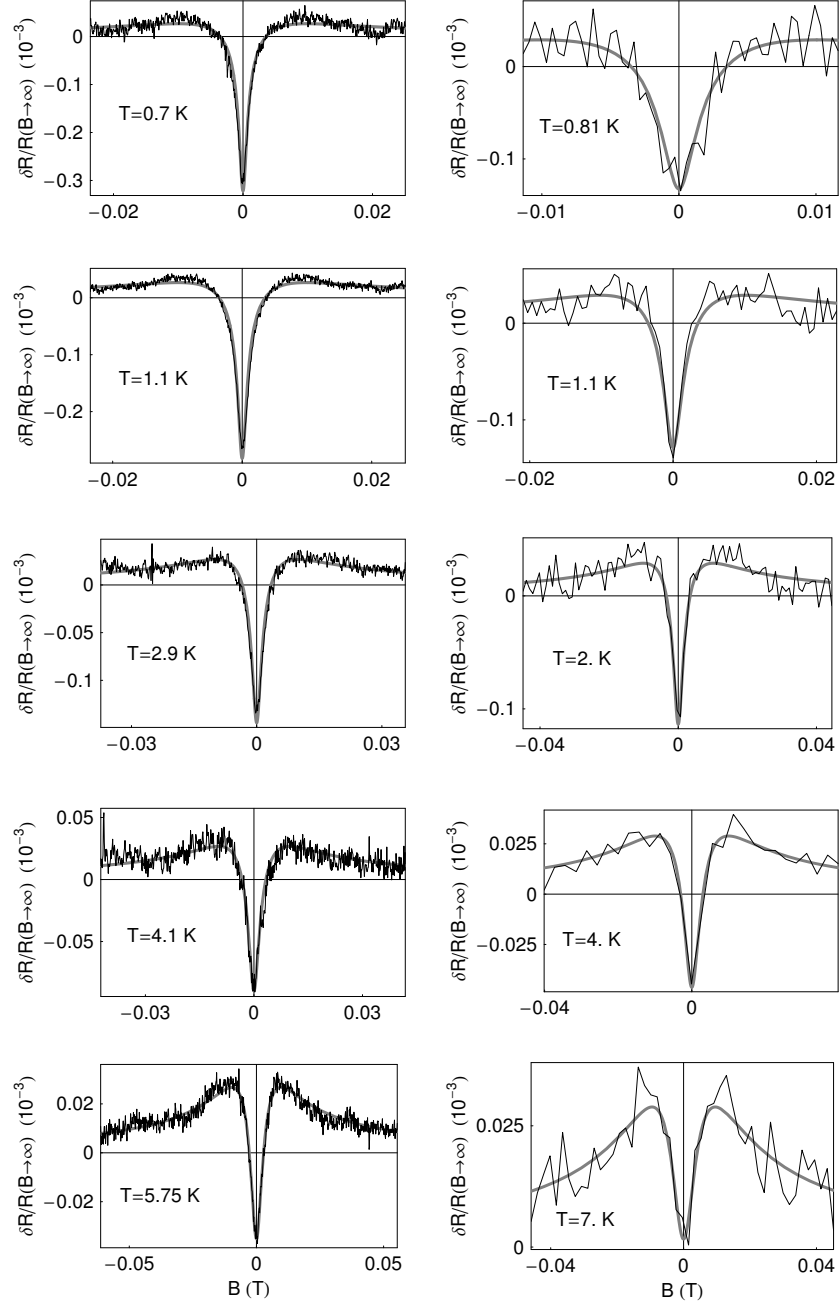 δR/R(B→∞) (10⁻³)
0
−0.1
−0.2
−0.3
T=0.7 K
−0.02 0 0.02
δR/R(B→∞) (10⁻³)
0
−0.1
T=0.81 K
−0.01 0 0.01
δR/R(B→∞) (10⁻³)
0
−0.1
−0.2
T=1.1 K
−0.02 0 0.02
δR/R(B→∞) (10⁻³)
0
−0.1
T=1.1 K
−0.02 −0.01 0 0.01 0.02
δR/R(B→∞) (10⁻³)
0
−0.05
−0.1
T=2.9 K
−0.03 0 0.03
δR/R(B→∞) (10⁻³)
0
−0.1
T=2. K
−0.04 0 0.04
δR/R(B→∞) (10⁻³)
0.05
0
−0.05
T=4.1 K
−0.03 0 0.03
δR/R(B→∞) (10⁻³)
0.025
0
−0.025
T=4. K
−0.04 0
δR/R(B→∞) (10⁻³)
0.02
0
−0.02
T=5.75 K
−0.05 0 0.05
B (T)
δR/R(B→∞) (10⁻³)
0.025
0
T=7. K
−0.04 0 0.04
B (T)